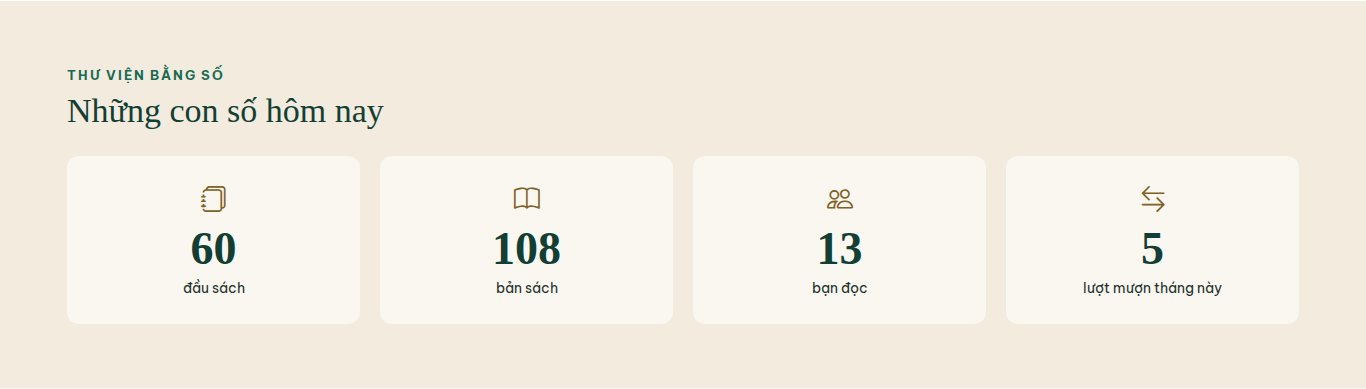 THƯ VIỆN BẰNG SỐ
Những con số hôm nay
60
đầu sách
108
bản sách
13
bạn đọc
5
lượt mượn tháng này